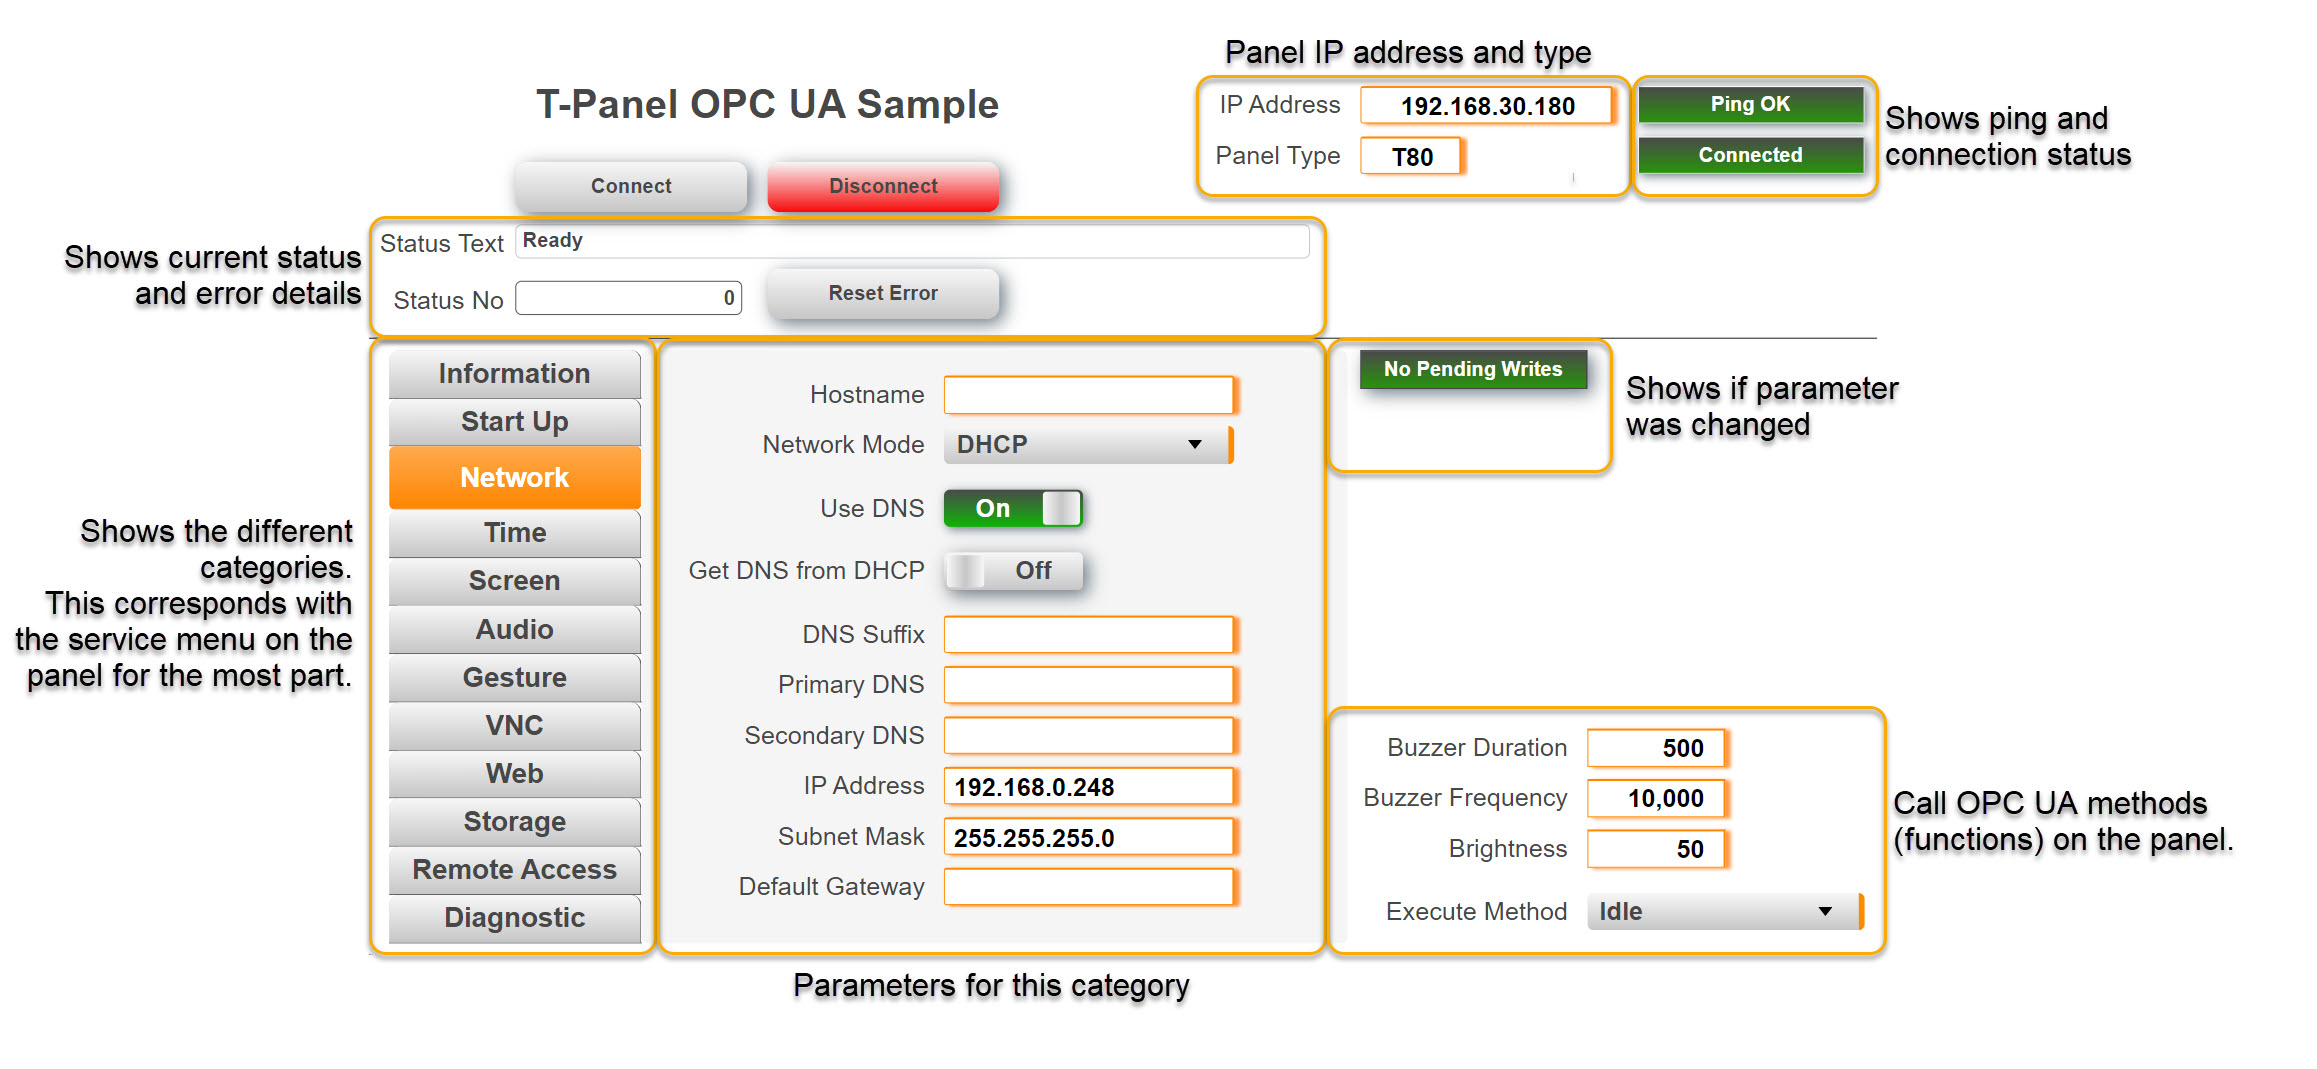 Panel IP address and type
T-Panel OPC UA Sample
IP Address 192.168.30.180 Ping OK
Panel Type T80 Connected
Shows ping and
connection status
Connect Disconnect
Shows current status
and error details
Status Text Ready
Status No 0 Reset Error
Shows the different
categories.
This corresponds with
the service menu on the
panel for the most part.
Information
Start Up
Network
Time
Screen
Audio
Gesture
VNC
Web
Storage
Remote Access
Diagnostic
Hostname
Network Mode DHCP
Use DNS On
Get DNS from DHCP Off
DNS Suffix
Primary DNS
Secondary DNS
IP Address 192.168.0.248
Subnet Mask 255.255.255.0
Default Gateway
Parameters for this category
No Pending Writes
Shows if parameter
was changed
Buzzer Duration 500
Buzzer Frequency 10,000
Brightness 50
Execute Method Idle
Call OPC UA methods
(functions) on the panel.